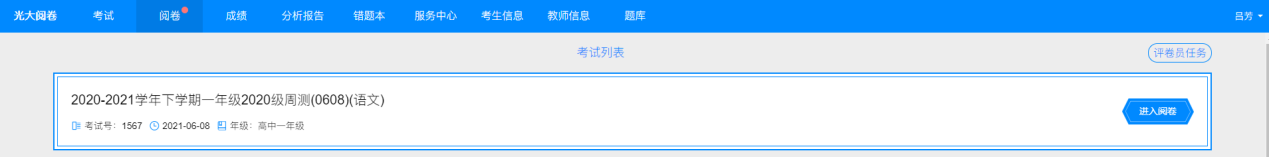 光大阅卷 考试 阅卷 成绩 分析报告 错题本 服务中心 考生信息 教师信息 题库 吕芳
考试列表 评卷员任务
2020-2021学年下学期一年级2020级周测(0608)(语文)
考试号：1567 2021-06-08 年级：高中一年级 进入阅卷